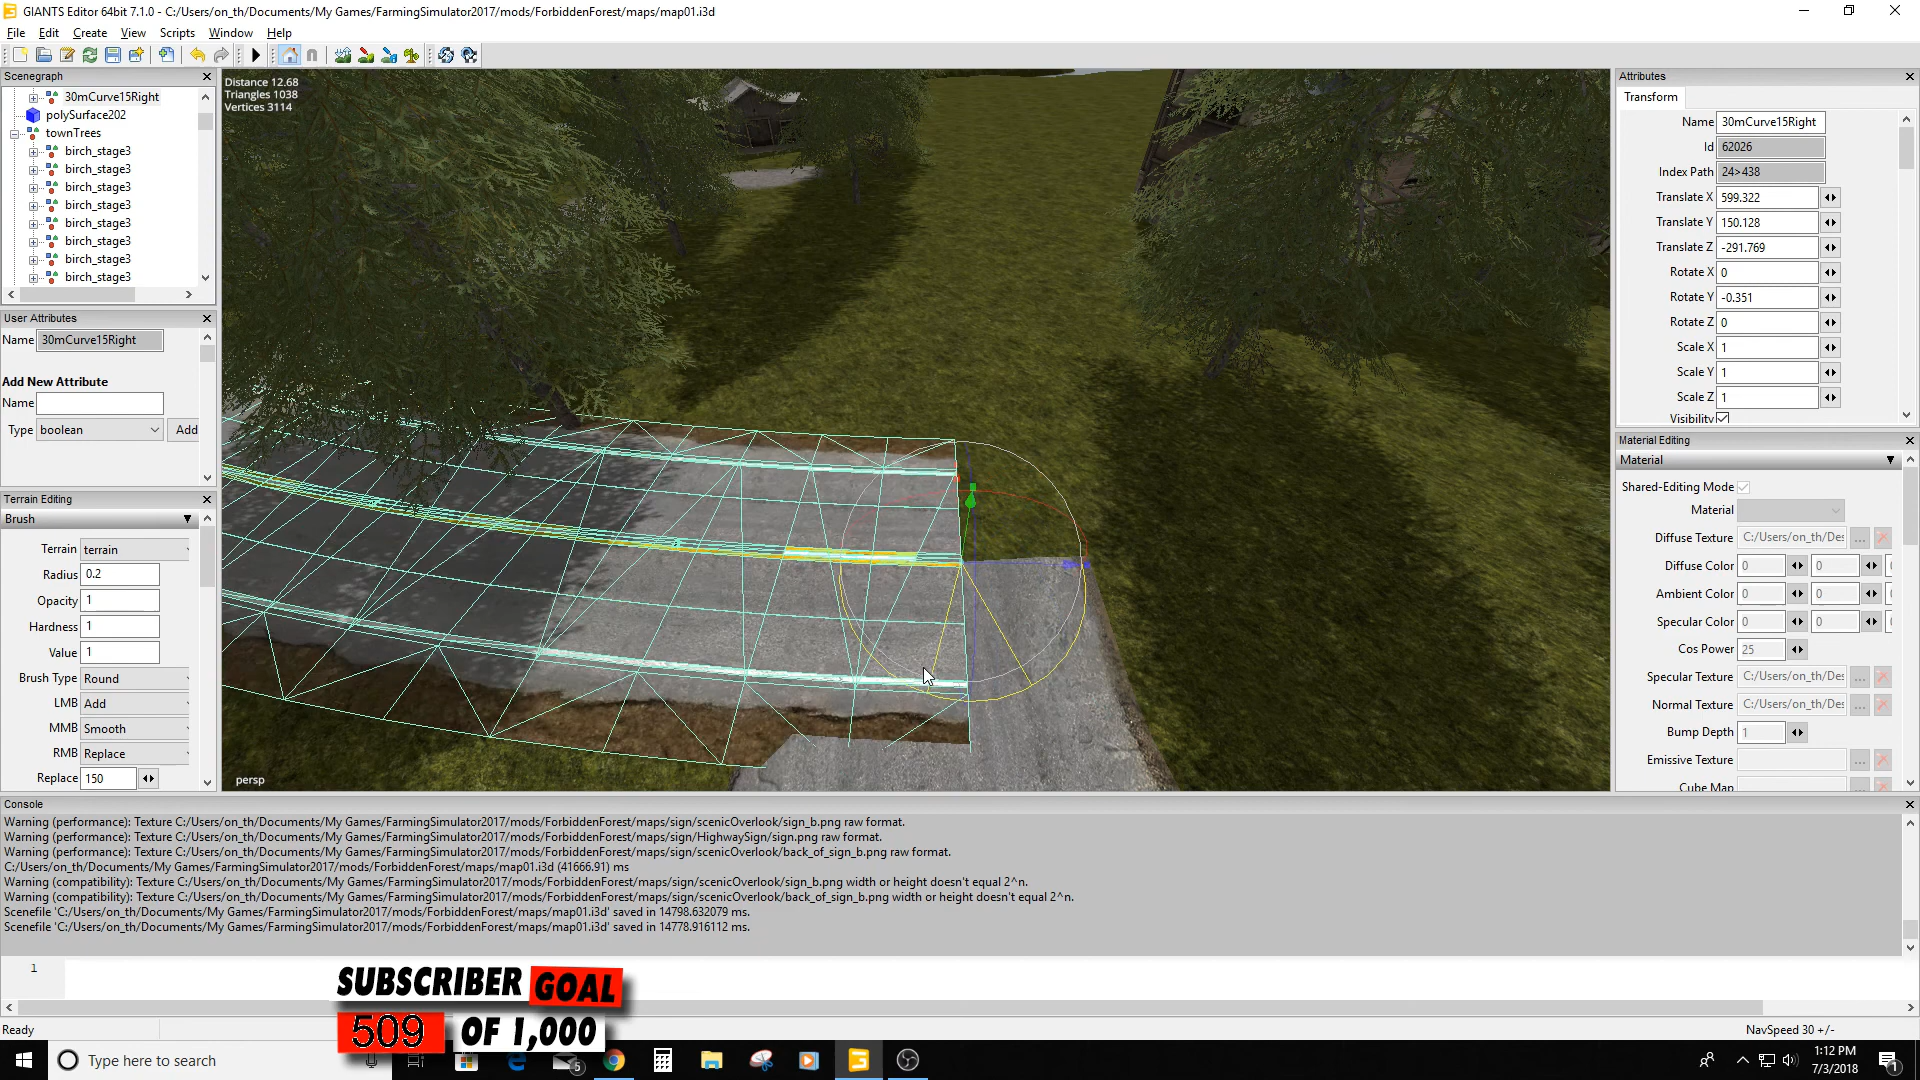 GIANTS Editor 64bit 7.1.0 - C:/Users/on_th/Documents/My Games/FarmingSimulator2017/mods/ForbiddenForest/maps/map01.i3d
File Edit Create View Scripts Window Help
Scenegraph
30mCurve15Right
polySurface202
townTrees
birch_stage3
birch_stage3
birch_stage3
birch_stage3
birch_stage3
birch_stage3
birch_stage3
birch_stage3
User Attributes
Name 30mCurve15Right
Add New Attribute
Name
Type boolean Add
Terrain Editing
Brush
Terrain terrain
Radius 0.2
Opacity 1
Hardness 1
Value 1
Brush Type Round
LMB Add
MMB Smooth
RMB Replace
Replace 150
Distance 12.68
Triangles 1038
Vertices 3114
persp
Attributes
Transform
Name 30mCurve15Right
Id 62026
Index Path 24>438
Translate X 599.322
Translate Y 150.128
Translate Z -291.769
Rotate X 0
Rotate Y -0.351
Rotate Z 0
Scale X 1
Scale Y 1
Scale Z 1
Visibility
Material Editing
Material
Shared-Editing Mode
Material
Diffuse Texture C:/Users/on_th/Des ...
Diffuse Color 0 0
Ambient Color 0 0
Specular Color 0 0
Cos Power 25
Specular Texture C:/Users/on_th/Des ...
Normal Texture C:/Users/on_th/Des ...
Bump Depth 1
Emissive Texture ...
Cube Map
Console
Warning (performance): Texture C:/Users/on_th/Documents/My Games/FarmingSimulator2017/mods/ForbiddenForest/maps/sign/scenicOverlook/sign_b.png raw format.
Warning (performance): Texture C:/Users/on_th/Documents/My Games/FarmingSimulator2017/mods/ForbiddenForest/maps/sign/HighwaySign/sign.png raw format.
Warning (performance): Texture C:/Users/on_th/Documents/My Games/FarmingSimulator2017/mods/ForbiddenForest/maps/sign/scenicOverlook/back_of_sign_b.png raw format.
C:/Users/on_th/Documents/My Games/FarmingSimulator2017/mods/ForbiddenForest/maps/map01.i3d (41666.91) ms
Warning (compatibility): Texture C:/Users/on_th/Documents/My Games/FarmingSimulator2017/mods/ForbiddenForest/maps/sign/scenicOverlook/sign_b.png width or height doesn't equal 2^n.
Warning (compatibility): Texture C:/Users/on_th/Documents/My Games/FarmingSimulator2017/mods/ForbiddenForest/maps/sign/scenicOverlook/back_of_sign_b.png width or height doesn't equal 2^n.
Scenefile 'C:/Users/on_th/Documents/My Games/FarmingSimulator2017/mods/ForbiddenForest/maps/map01.i3d' saved in 14798.632079 ms.
Scenefile 'C:/Users/on_th/Documents/My Games/FarmingSimulator2017/mods/ForbiddenForest/maps/map01.i3d' saved in 14778.916112 ms.
1
SUBSCRIBER GOAL
509 OF 1,000
Ready
NavSpeed 30 +/-
Type here to search
5
1:12 PM
7/3/2018
1